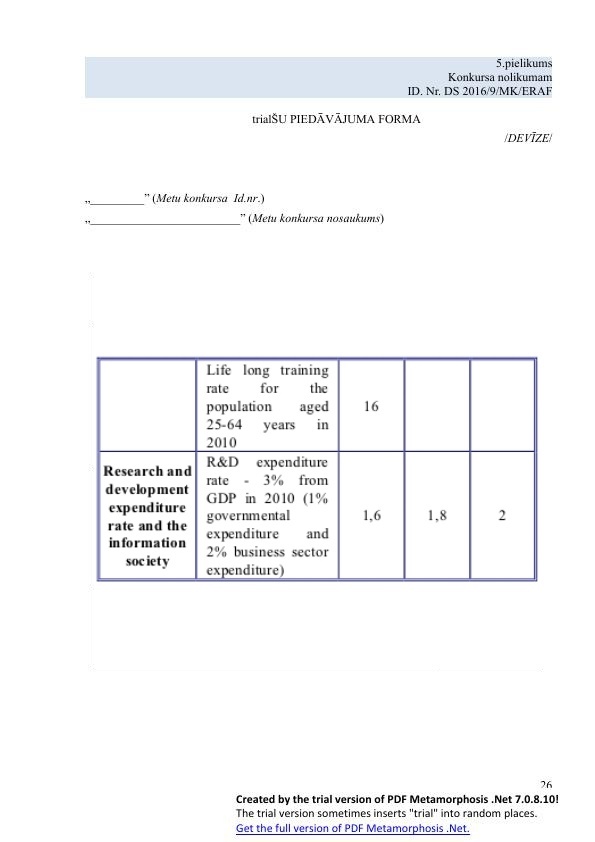 5.pielikums
Konkursa nolikumam
ID. Nr. DS 2016/9/MK/ERAF
trialŠU PIEDĀVĀJUMA FORMA
/DEVĪZE/
„_________” (Metu konkursa Id.nr.)
„_________________________” (Metu konkursa nosaukums)
Life long training
rate for the
population aged
25-64 years in
2010
16
Research and
development
expenditure
rate and the
information
society
R&D expenditure
rate - 3% from
GDP in 2010 (1%
governmental
expenditure and
2% business sector
expenditure)
1,6
1,8
2
26
Created by the trial version of PDF Metamorphosis .Net 7.0.8.10!
The trial version sometimes inserts "trial" into random places.
Get the full version of PDF Metamorphosis .Net.